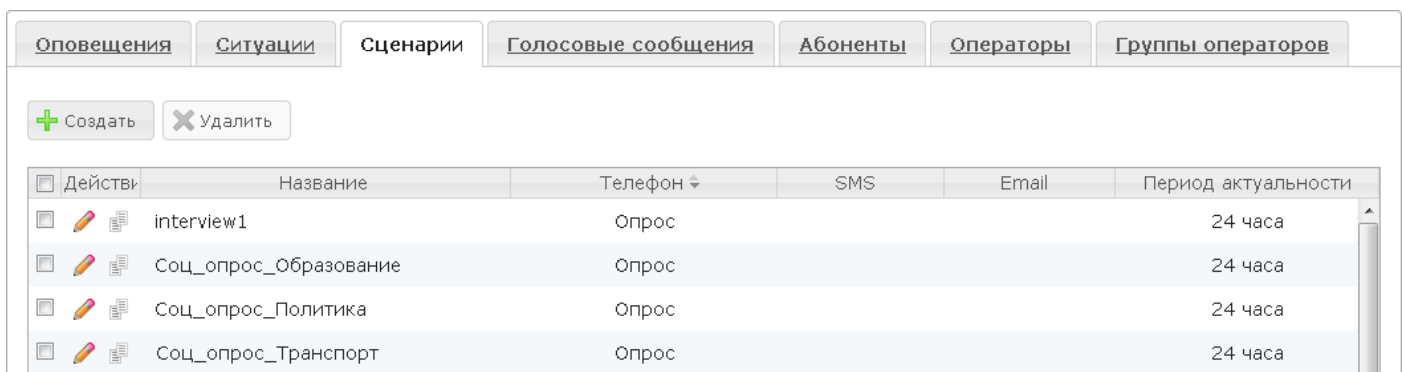 Оповещения Ситуации Сценарии Голосовые сообщения Абоненты Операторы Группы операторов
Создать Удалить
Действи Название Телефон SMS Email Период актуальности
interview1 Опрос 24 часа
Соц_опрос_Образование Опрос 24 часа
Соц_опрос_Политика Опрос 24 часа
Соц_опрос_Транспорт Опрос 24 часа